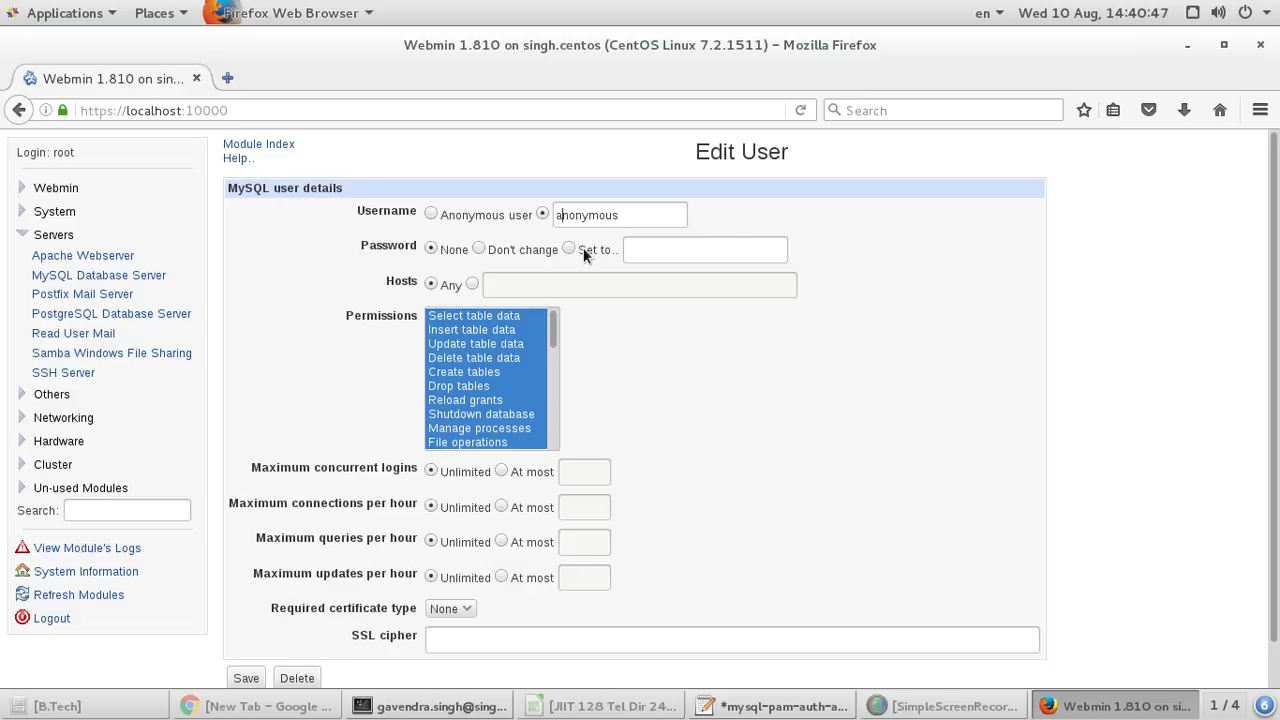 Applications Places Firefox Web Browser en Wed 10 Aug, 14:40:47
Webmin 1.810 on singh.centos (CentOS Linux 7.2.1511) – Mozilla Firefox
Webmin 1.810 on sin...
https://localhost:10000 Search
Login: root
Webmin
System
Servers
Apache Webserver
MySQL Database Server
Postfix Mail Server
PostgreSQL Database Server
Read User Mail
Samba Windows File Sharing
SSH Server
Others
Networking
Hardware
Cluster
Un-used Modules
Search:
View Module's Logs
System Information
Refresh Modules
Logout
Module Index
Help..
Edit User
MySQL user details
Username Anonymous user anonymous
Password None Don't change Set to..
Hosts Any
Permissions
Select table data
Insert table data
Update table data
Delete table data
Create tables
Drop tables
Reload grants
Shutdown database
Manage processes
File operations
Maximum concurrent logins Unlimited At most
Maximum connections per hour Unlimited At most
Maximum queries per hour Unlimited At most
Maximum updates per hour Unlimited At most
Required certificate type None
SSL cipher
Save Delete
[B.Tech] [New Tab – Google ... gavendra.singh@sing... [JIIT 128 Tel Dir 24... *mysql-pam-auth-a... [SimpleScreenRecor... Webmin 1.810 on si... 1 / 4 6